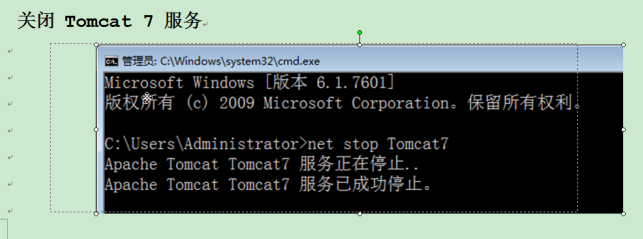 关闭 Tomcat 7 服务
管理员: C:\Windows\system32\cmd.exe
Microsoft Windows [版本 6.1.7601]
版权所有 (c) 2009 Microsoft Corporation。保留所有权利。
C:\Users\Administrator>net stop Tomcat7
Apache Tomcat Tomcat7 服务正在停止..
Apache Tomcat Tomcat7 服务已成功停止。